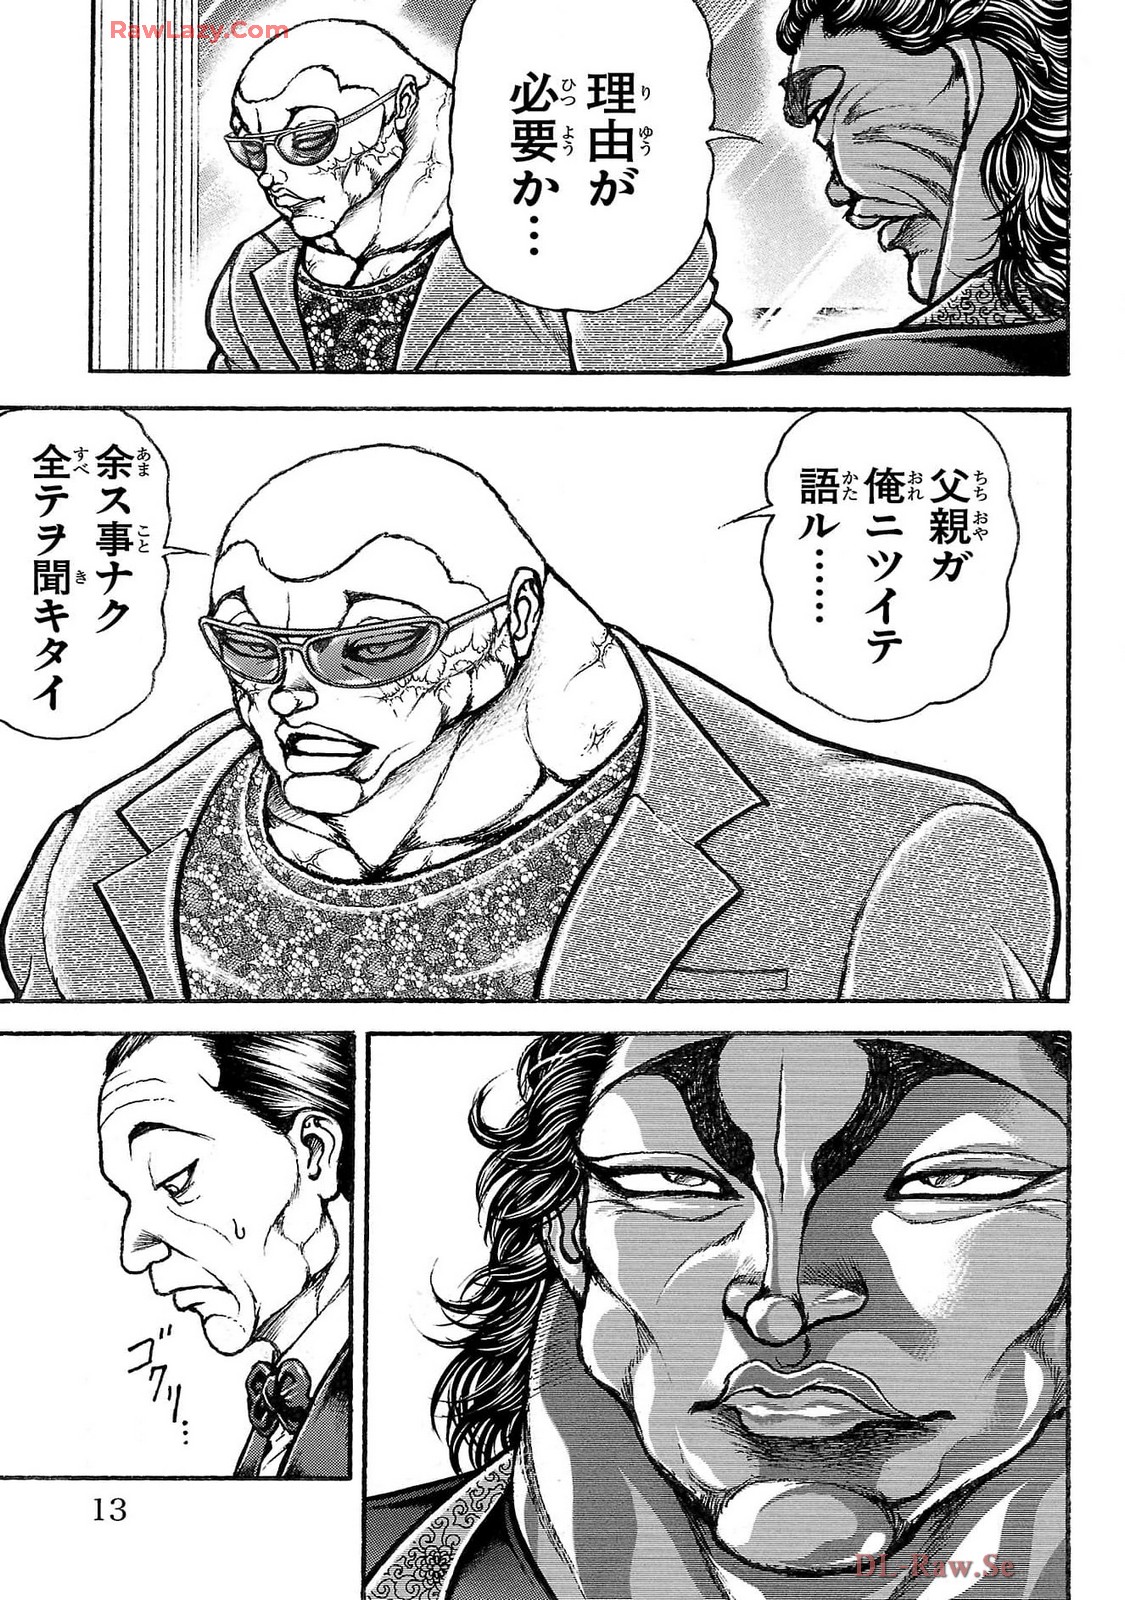 RawLazy.Com
理由が
必要か…
父親ガ
俺ニツイテ
語ル……
余ス事ナク
全テヲ聞キタイ
ゴクリ…
13
DL-Raw.Se